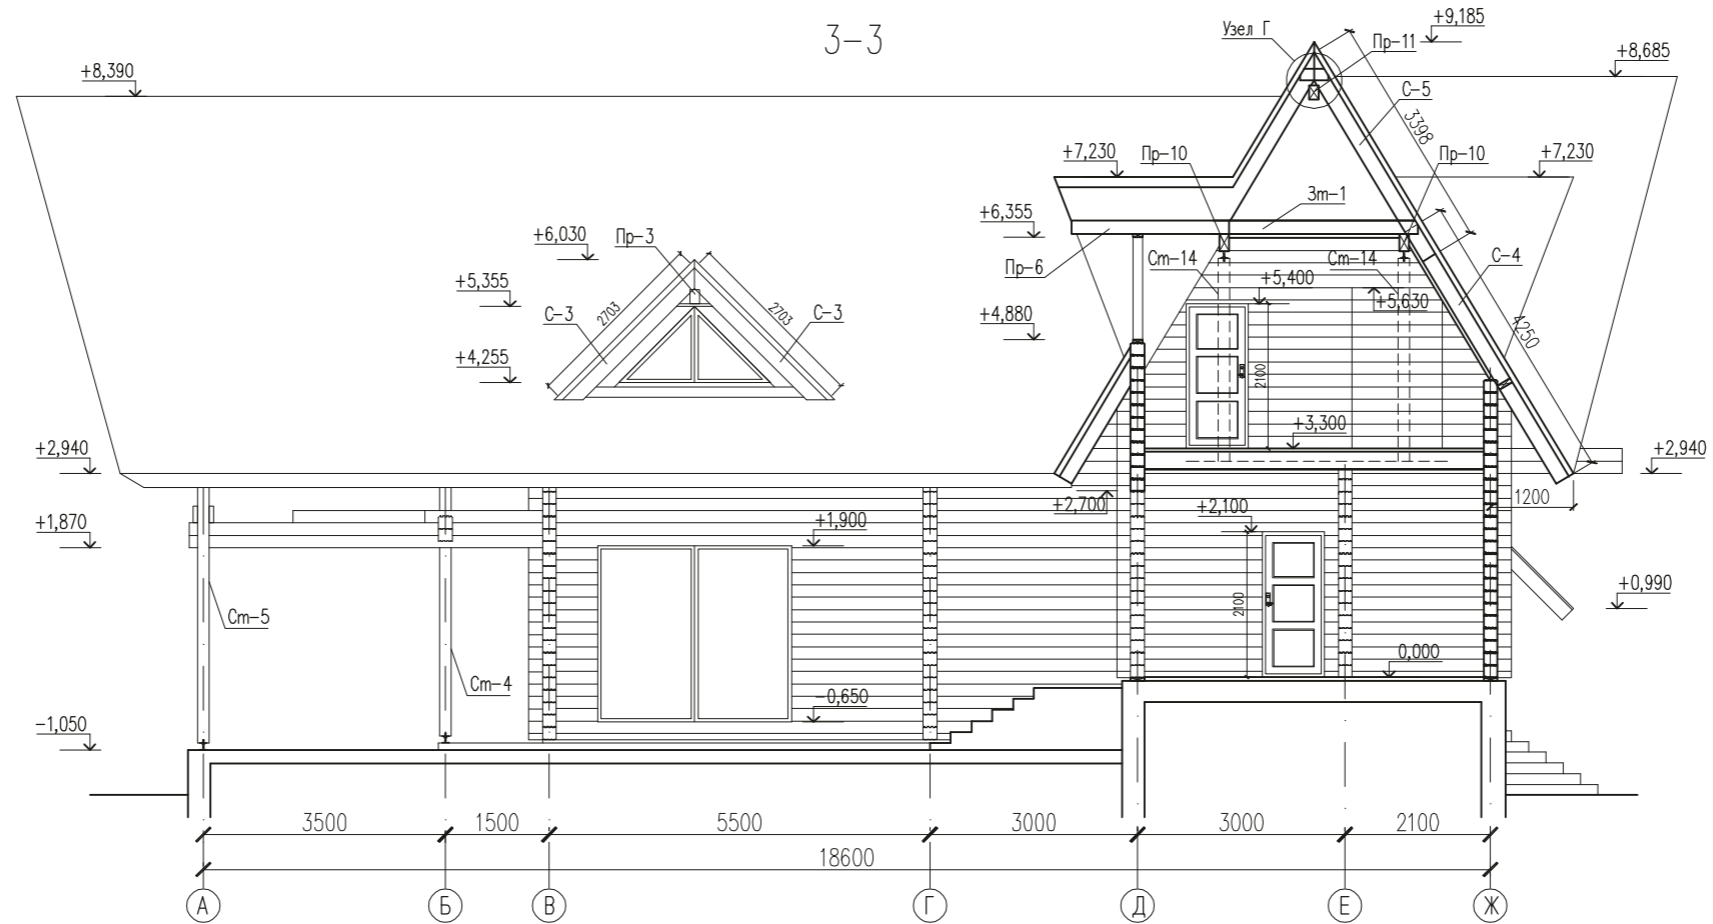 3-3
Узел Г
+9,185
Пр-11
+8,685
+8,390
С-5
3398
+7,230
Пр-10
Пр-10
+7,230
Зт-1
+6,355
+6,030
Пр-3
Пр-6
Ст-14
Ст-14
С-4
+5,355
+5,400
+5,630
2703
2703
С-3
С-3
+4,880
4250
+4,255
2100
+3,300
+2,940
+2,940
+2,700
1200
+2,100
+1,870
+1,900
+0,990
2100
Ст-5
0,000
Ст-4
-0,650
-1,050
3500
1500
5500
3000
3000
2100
18600
А
Б
В
Г
Д
Е
Ж